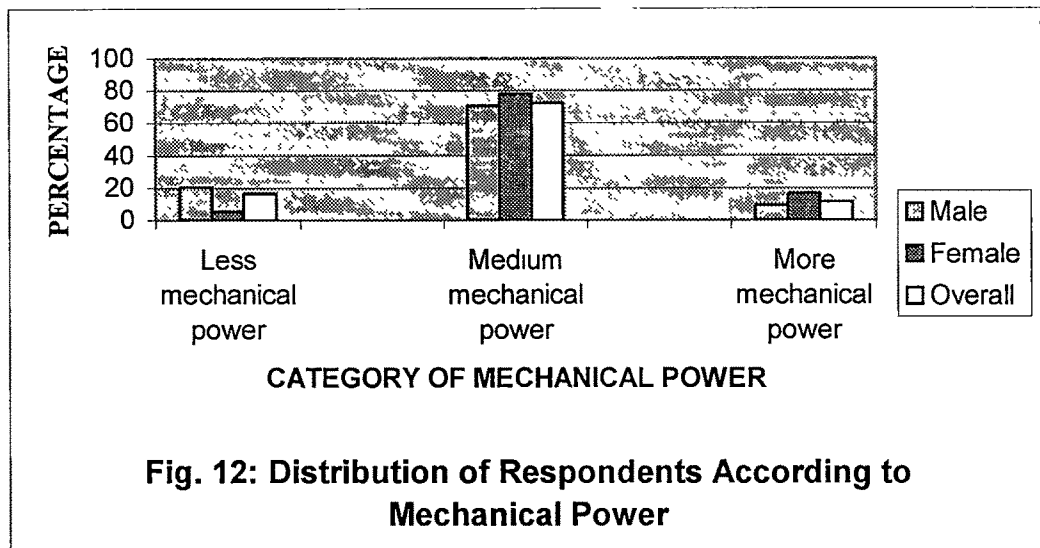 PERCENTAGE
100
80
60
40
20
0
Less
mechanical
power
Medium
mechanical
power
More
mechanical
power
Male
Female
Overall
CATEGORY OF MECHANICAL POWER
Fig. 12: Distribution of Respondents According to
Mechanical Power